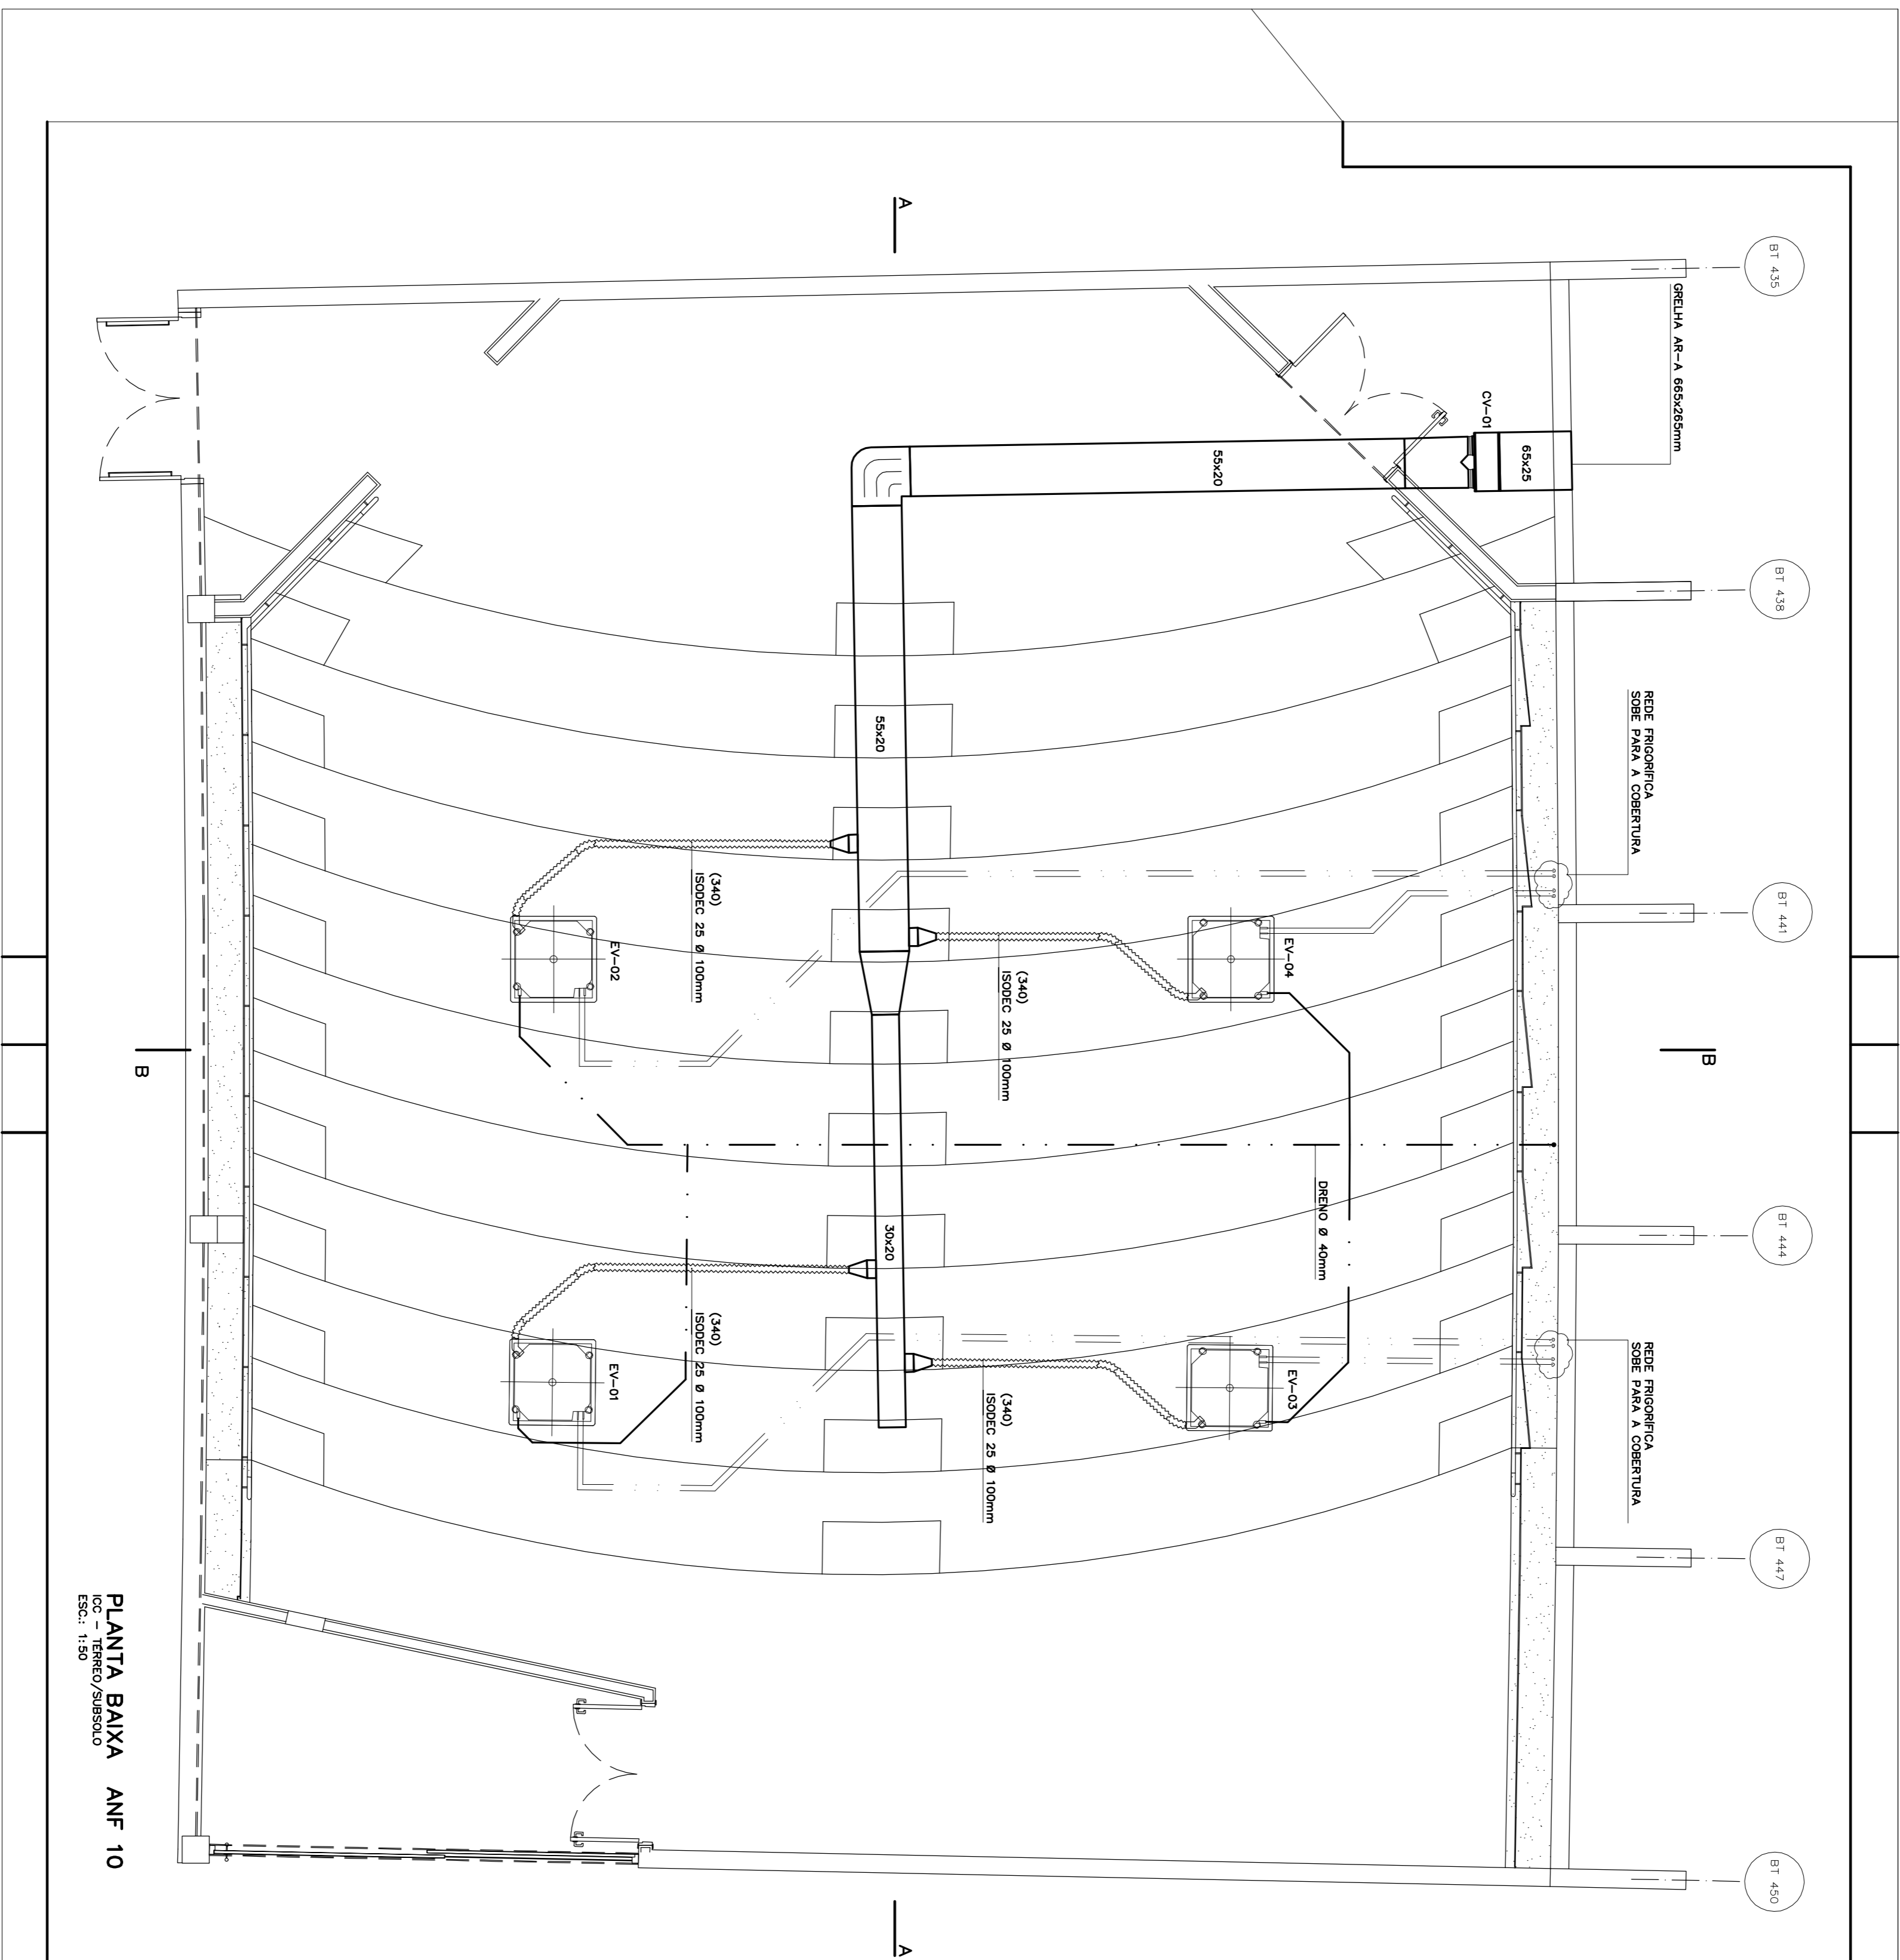 BT 435
BT 438
BT 441
BT 444
BT 447
BT 450
GRELHA AR-A 665x265mm
REDE FRIGORÍFICA
SOBE PARA A COBERTURA
REDE FRIGORÍFICA
SOBE PARA A COBERTURA
B
CV-01
65x25
55x20
EV-04
EV-03
DRENO Ø 40mm
(340)
ISODEC 25 Ø 100mm
(340)
ISODEC 25 Ø 100mm
A
A
55x20
30x20
(340)
ISODEC 25 Ø 100mm
(340)
ISODEC 25 Ø 100mm
EV-02
EV-01
B
PLANTA BAIXA ANF 10
ICC - TÉRREO/SUBSOLO
ESC.: 1:50